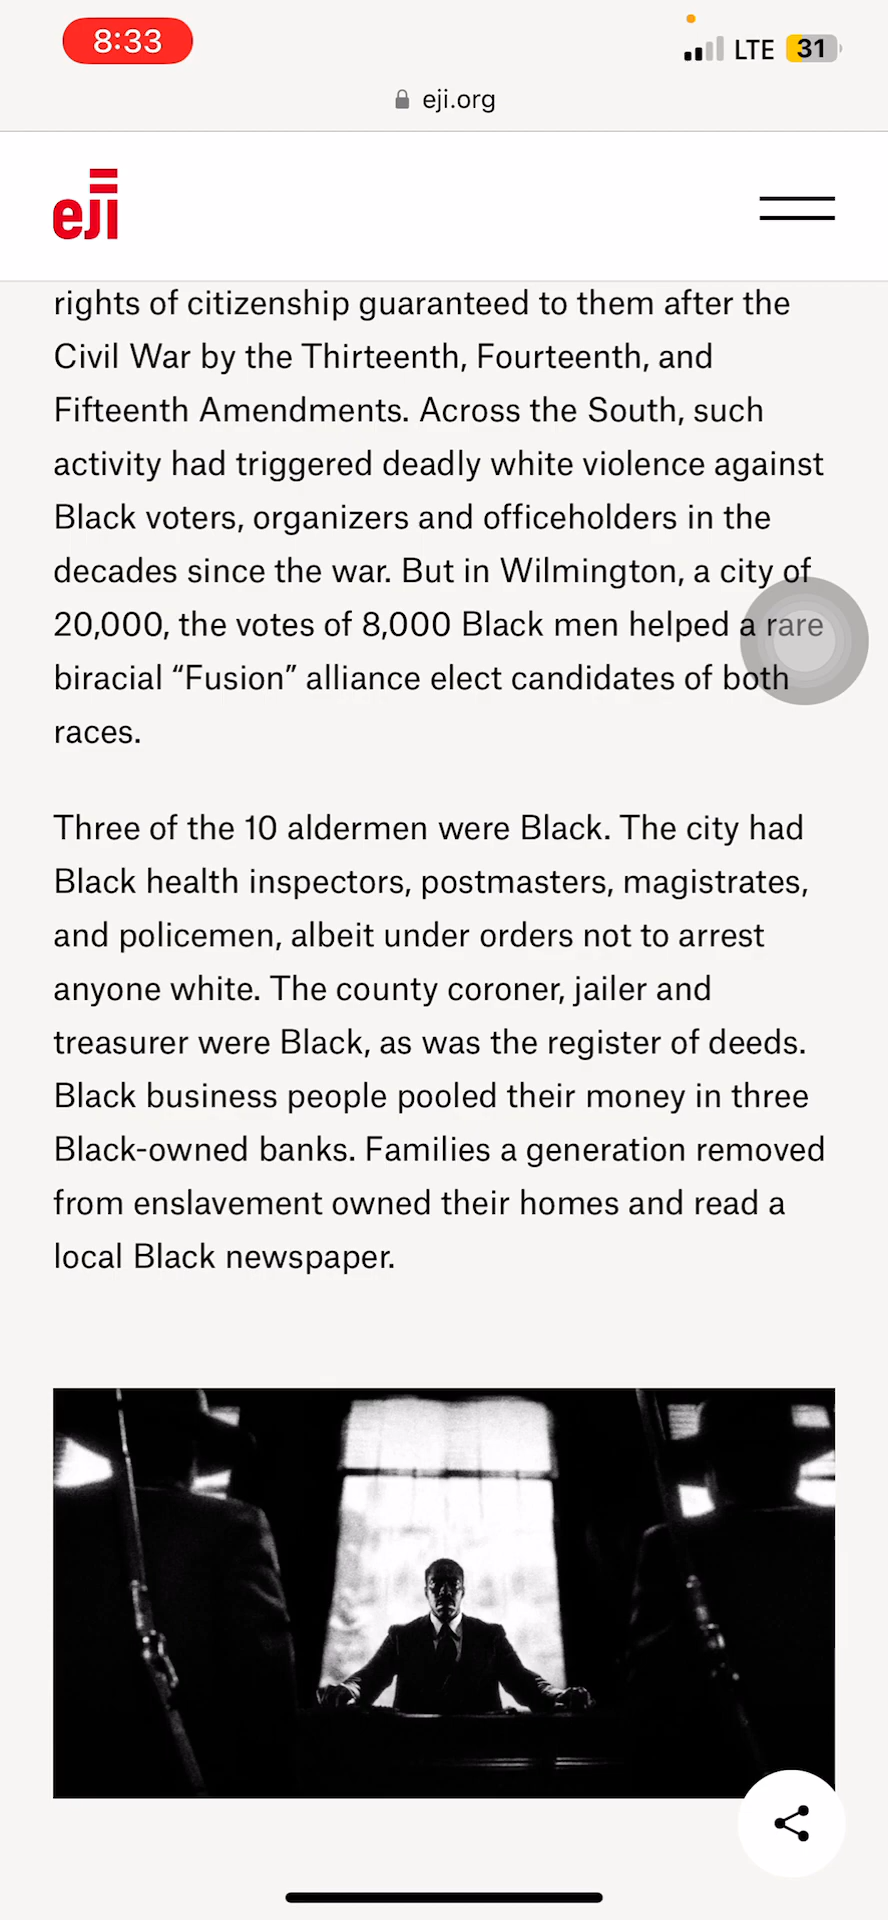 8:33
LTE 31
eji.org
eji
rights of citizenship guaranteed to them after the
Civil War by the Thirteenth, Fourteenth, and
Fifteenth Amendments. Across the South, such
activity had triggered deadly white violence against
Black voters, organizers and officeholders in the
decades since the war. But in Wilmington, a city of
20,000, the votes of 8,000 Black men helped a rare
biracial “Fusion” alliance elect candidates of both
races.
Three of the 10 aldermen were Black. The city had
Black health inspectors, postmasters, magistrates,
and policemen, albeit under orders not to arrest
anyone white. The county coroner, jailer and
treasurer were Black, as was the register of deeds.
Black business people pooled their money in three
Black-owned banks. Families a generation removed
from enslavement owned their homes and read a
local Black newspaper.